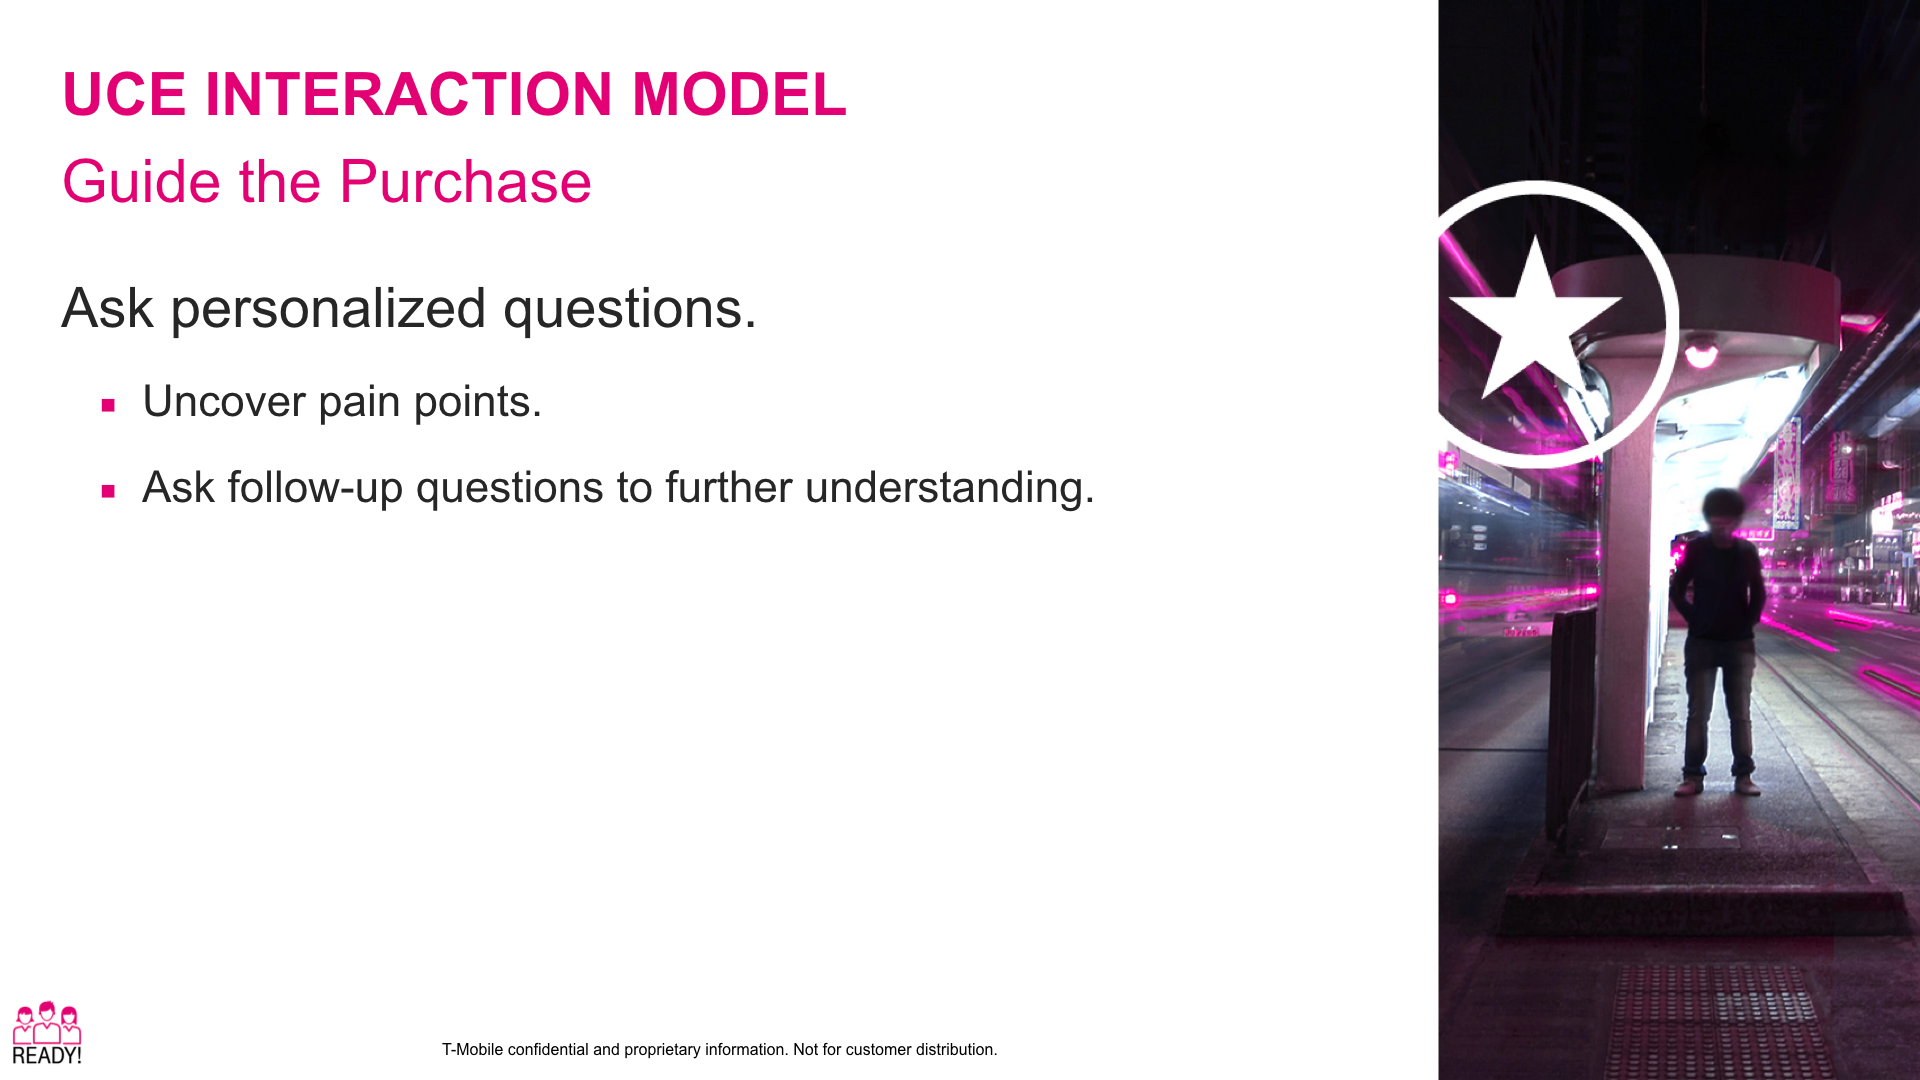 UCE INTERACTION MODEL
Guide the Purchase
Ask personalized questions.
Uncover pain points.
Ask follow-up questions to further understanding.
READY!
T-Mobile confidential and proprietary information. Not for customer distribution.